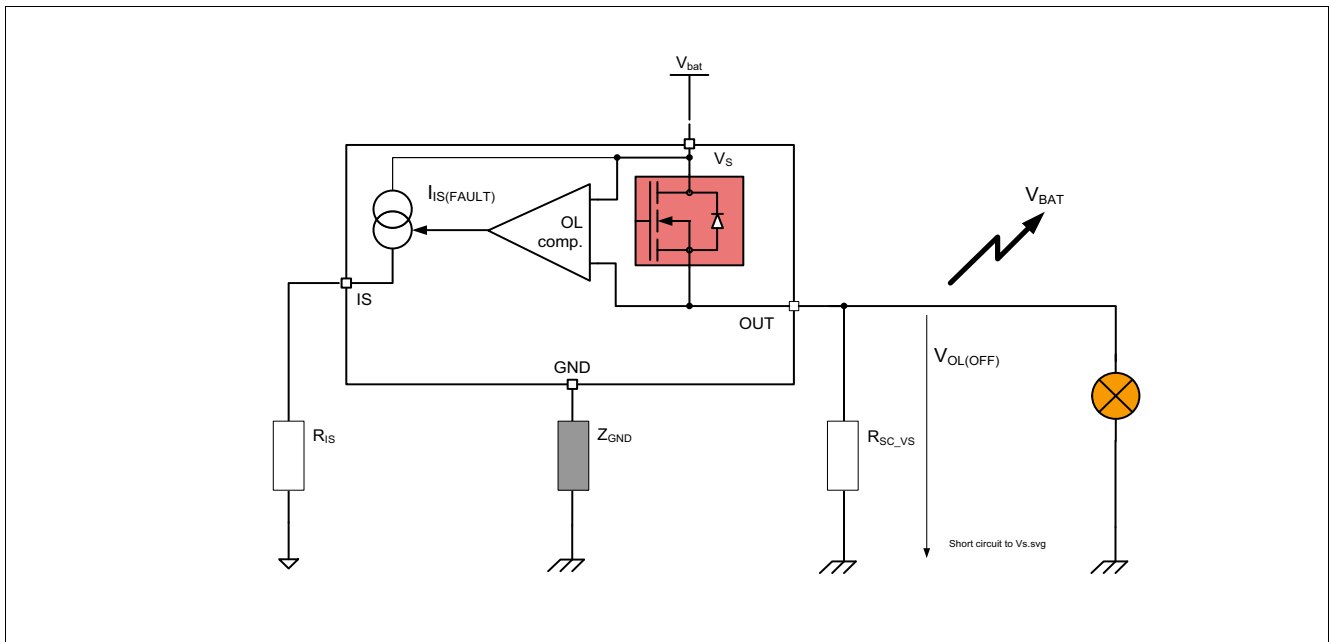 Vbat
VS
IIS(FAULT)
OL
comp.
VBAT
IS
OUT
VOL(OFF)
GND
RIS
ZGND
RSC_VS
Short circuit to Vs.svg